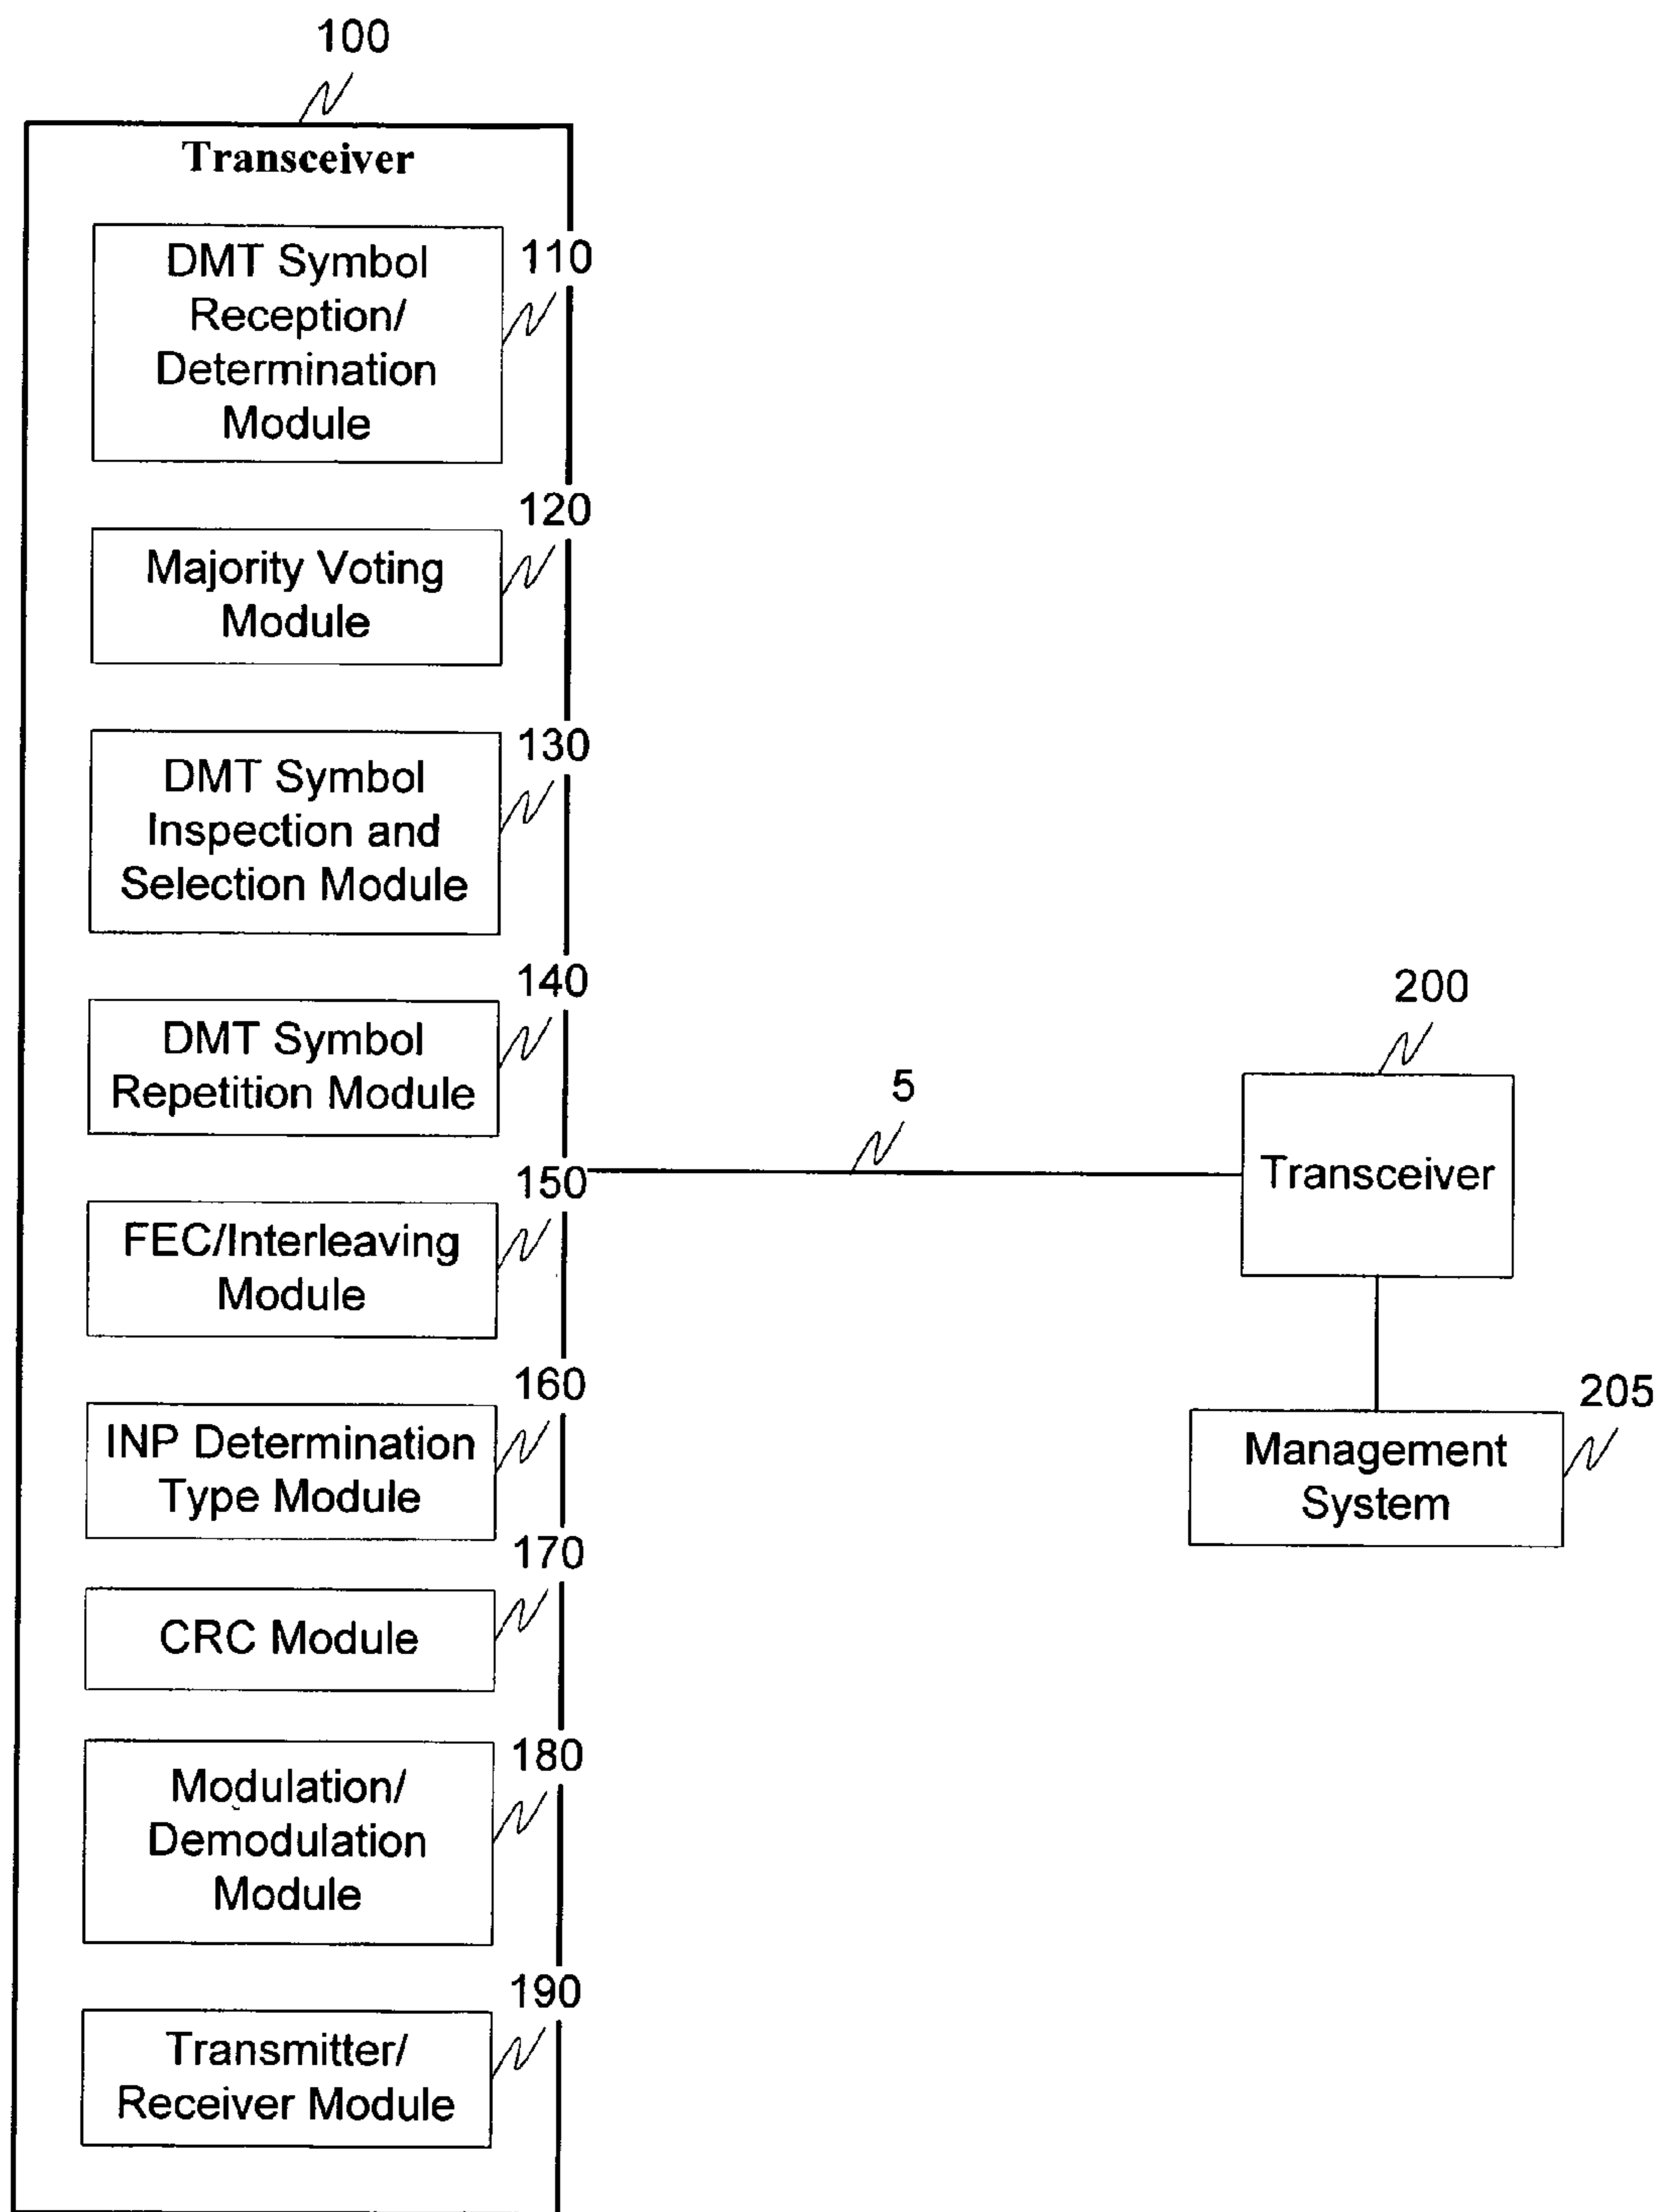 100
Transceiver
DMT Symbol
Reception/
Determination
Module
110
Majority Voting
Module
120
DMT Symbol
Inspection and
Selection Module
130
DMT Symbol
Repetition Module
140
FEC/Interleaving
Module
150
INP Determination
Type Module
160
CRC Module
170
Modulation/
Demodulation
Module
180
Transmitter/
Receiver Module
190
5
200
Transceiver
205
Management
System